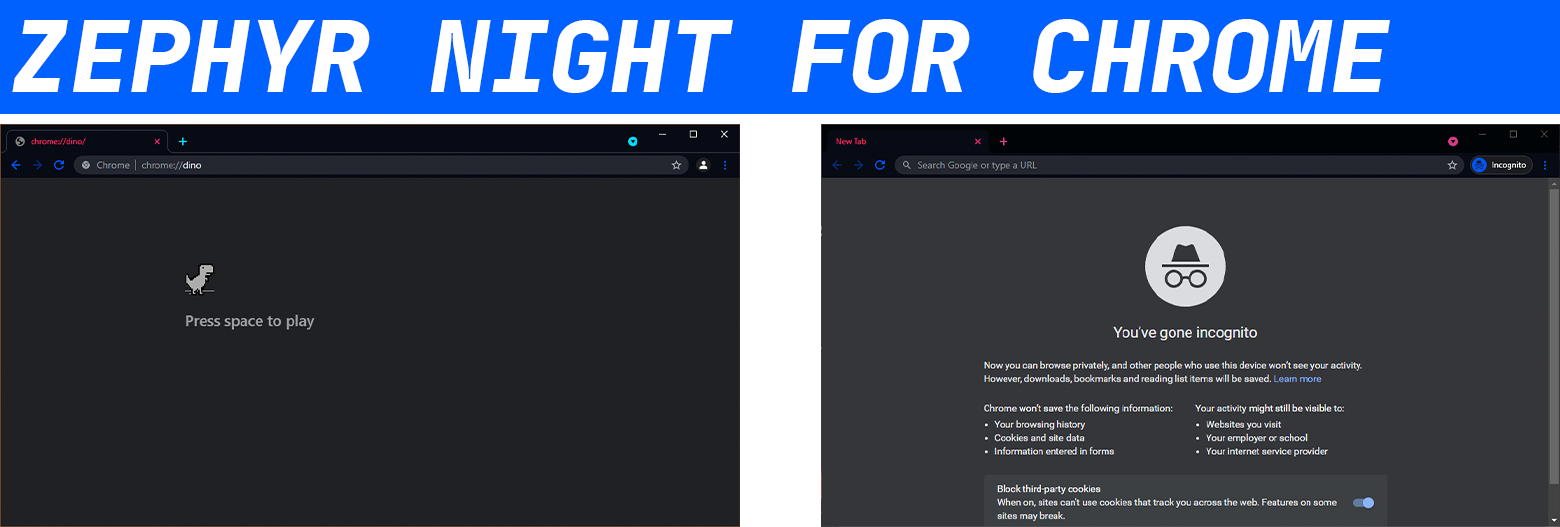 ZEPHYR NIGHT FOR CHROME
chrome://dino/
Chrome | chrome://dino
Press space to play
New Tab
Search Google or type a URL
Incognito
You've gone incognito
Now you can browse privately, and other people who use this device won't see your activity.
However, downloads, bookmarks and reading list items will be saved. Learn more
Chrome won't save the following information:
• Your browsing history
• Cookies and site data
• Information entered in forms
Your activity might still be visible to:
• Websites you visit
• Your employer or school
• Your internet service provider
Block third-party cookies
When on, sites can't use cookies that track you across the web. Features on some
sites may break.